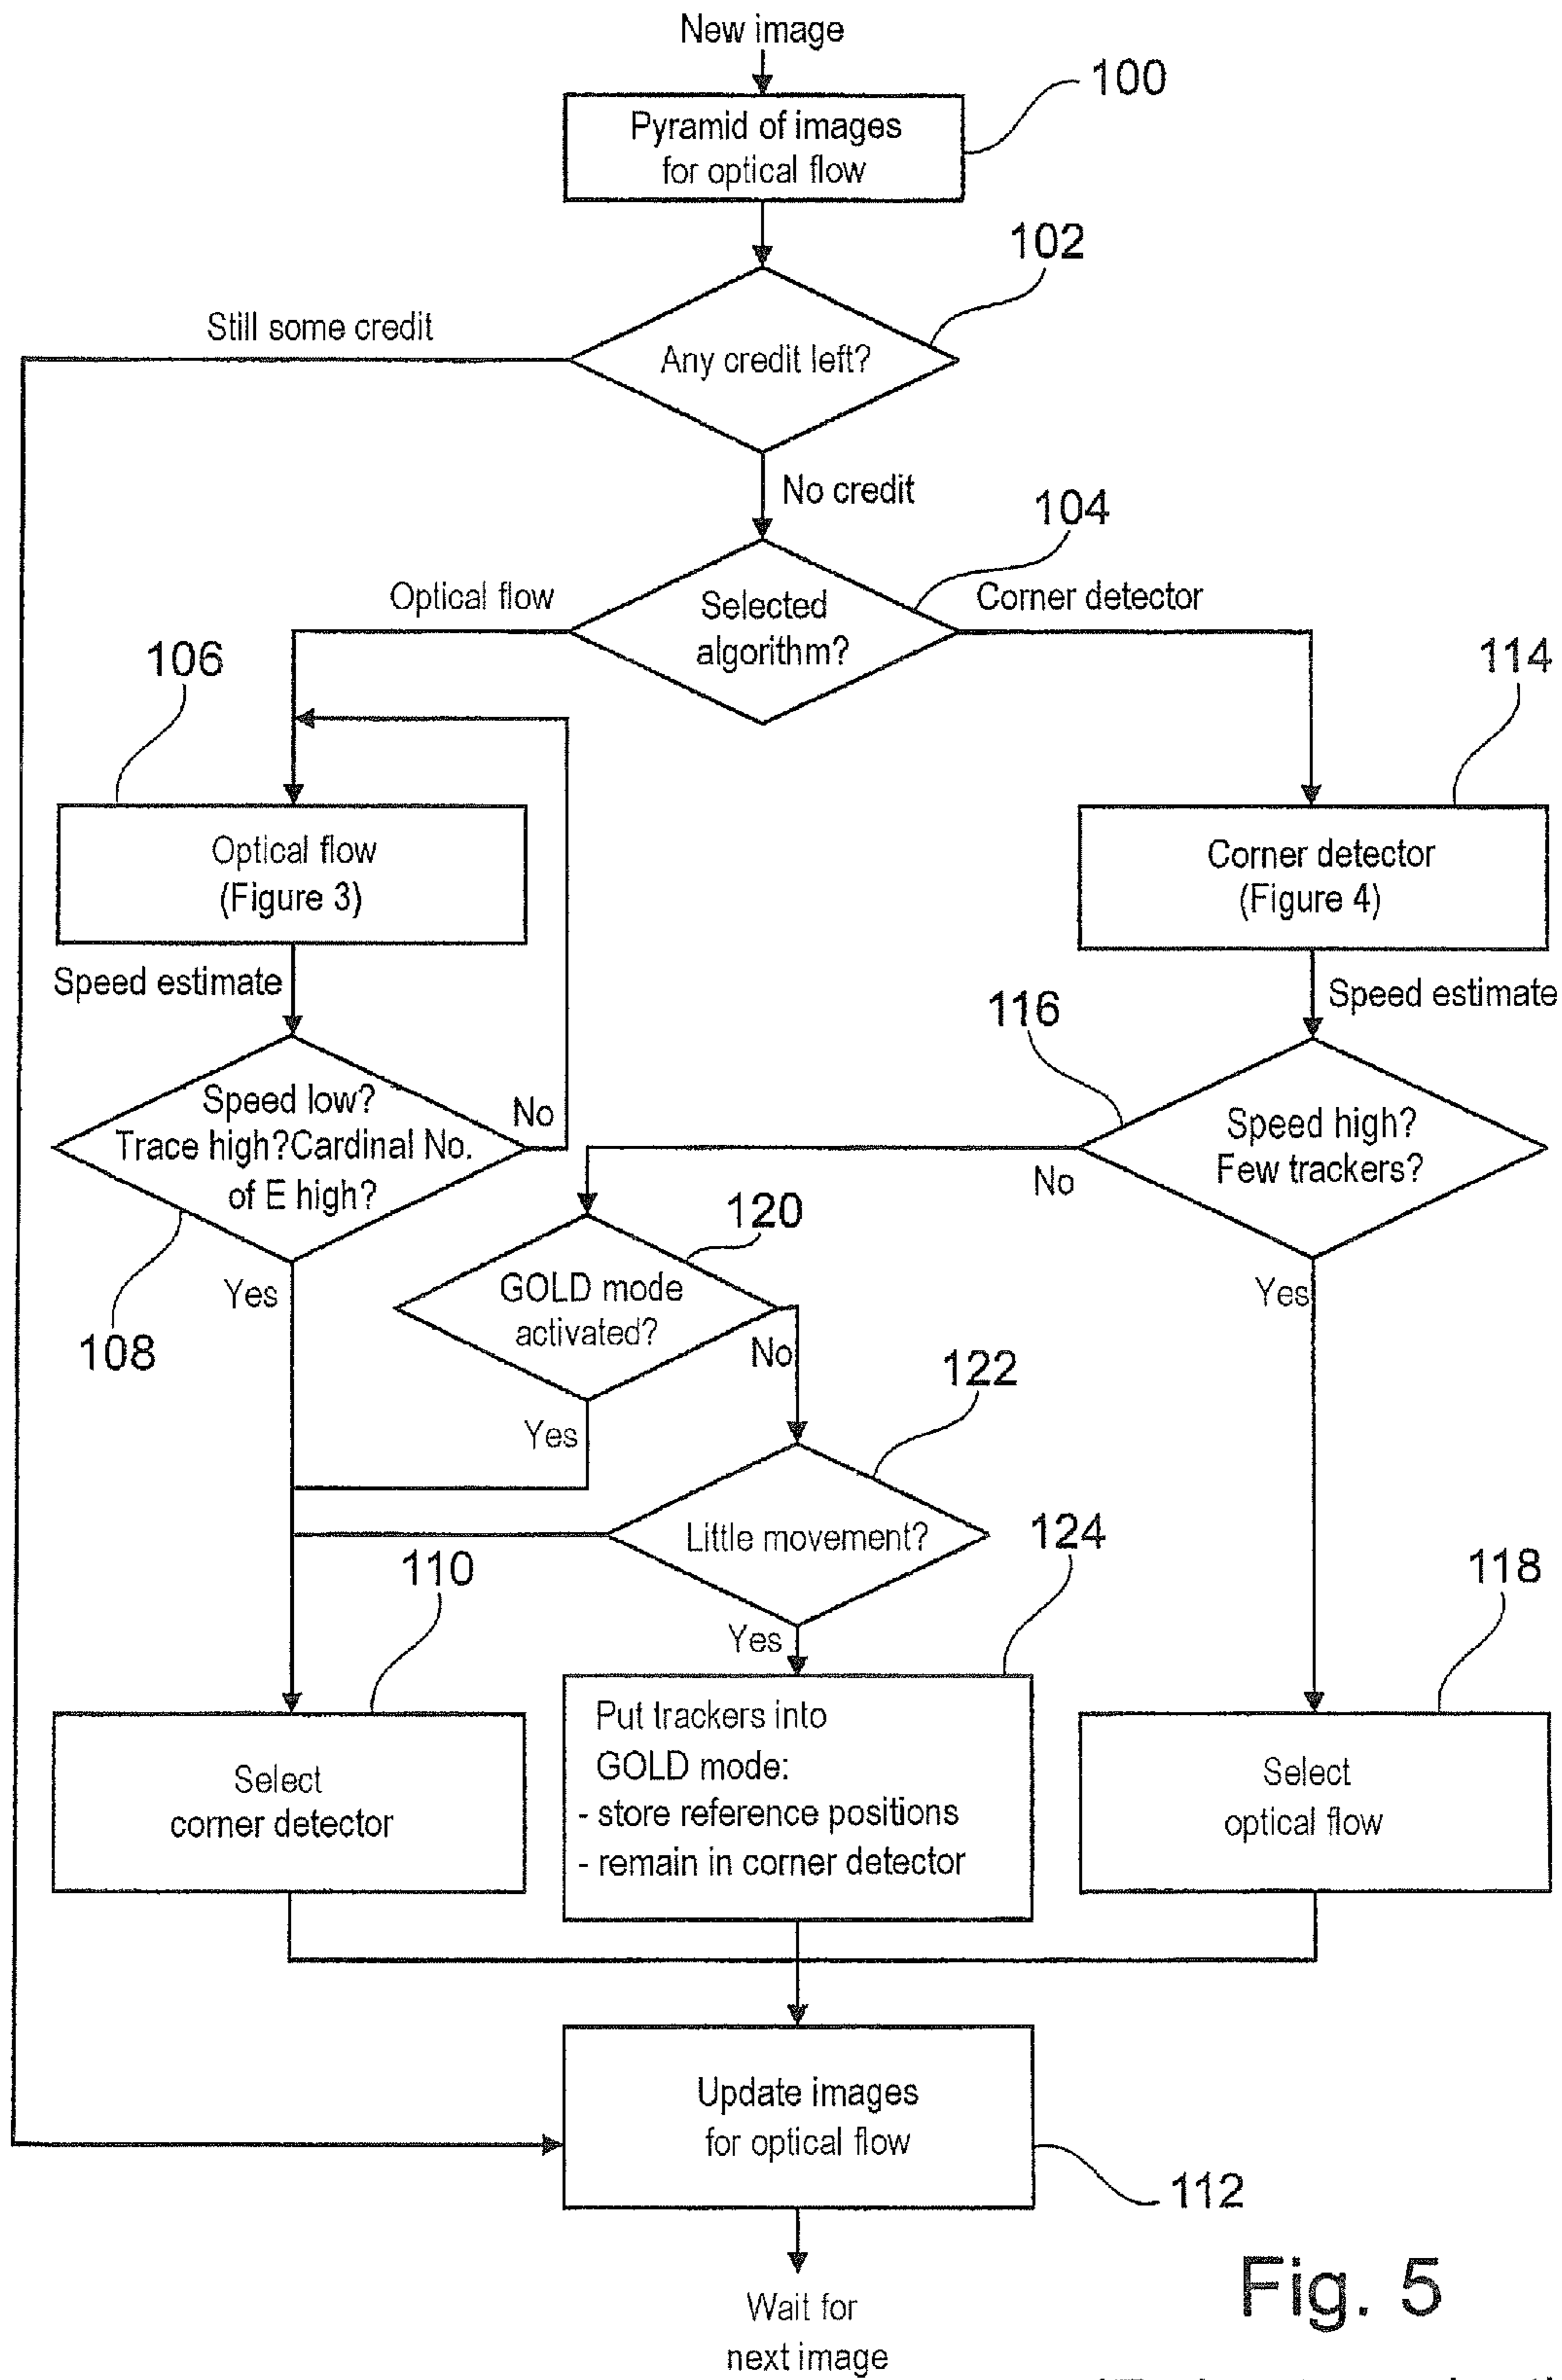 New image
100
Pyramid of images
for optical flow
102
Still some credit
Any credit left?
No credit
104
Optical flow
Selected
algorithm?
Corner detector
106
114
Optical flow
(Figure 3)
Corner detector
(Figure 4)
Speed estimate
Speed estimate
116
Speed low?
Trace high?Cardinal No.
of E high?
No
Speed high?
Few trackers?
No
120
108
Yes
GOLD mode
activated?
No
Yes
122
Yes
Little movement?
124
110
118
Yes
Select
corner detector
Put trackers into
GOLD mode:
- store reference positions
- remain in corner detector
Select
optical flow
Update images
for optical flow
112
Wait for
next image
Fig. 5